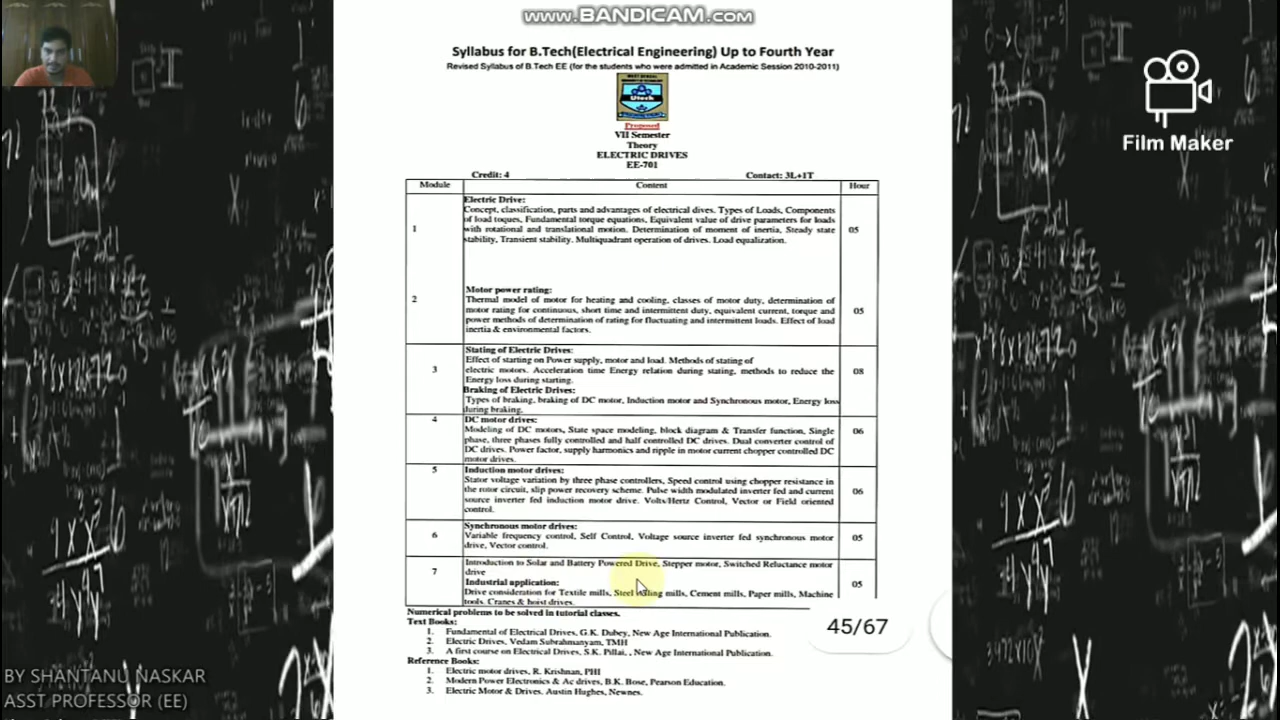 www.BANDICAM.com
Syllabus for B.Tech(Electrical Engineering) Up to Fourth Year
Revised Syllabus of B.Tech EE (for the students who were admitted in Academic Session 2010-2011)
Utech
Proposed
VII Semester
Theory
ELECTRIC DRIVES
EE-701
Credit: 4
Contact: 3L+1T
Module
Content
Hour
1
Electric Drive:
Concept, classification, parts and advantages of electrical dives. Types of Loads, Components
of load toques, Fundamental torque equations, Equivalent value of drive parameters for loads
with rotational and translational motion. Determination of moment of inertia, Steady state
stability, Transient stability. Multiquadrant operation of drives. Load equalization.
05
2
Motor power rating:
Thermal model of motor for heating and cooling, classes of motor duty, determination of
motor rating for continuous, short time and intermittent duty, equivalent current, torque and
power methods of determination of rating for fluctuating and intermittent loads. Effect of load
inertia & environmental factors.
05
3
Stating of Electric Drives:
Effect of starting on Power supply, motor and load. Methods of stating of
electric motors. Acceleration time Energy relation during stating, methods to reduce the
Energy loss during starting.
Braking of Electric Drives:
Types of braking, braking of DC motor, Induction motor and Synchronous motor, Energy loss
during braking.
08
4
DC motor drives:
Modeling of DC motors, State space modeling, block diagram & Transfer function, Single
phase, three phases fully controlled and half controlled DC drives. Dual converter control of
DC drives. Power factor, supply harmonics and ripple in motor current chopper controlled DC
motor drives.
06
5
Induction motor drives:
Stator voltage variation by three phase controllers, Speed control using chopper resistance in
the rotor circuit, slip power recovery scheme. Pulse width modulated inverter fed and current
source inverter fed induction motor drive. Volts/Hertz Control, Vector or Field oriented
control.
06
6
Synchronous motor drives:
Variable frequency control, Self Control, Voltage source inverter fed synchronous motor
drive, Vector control.
05
7
Introduction to Solar and Battery Powered Drive, Stepper motor, Switched Reluctance motor
drive
Industrial application:
Drive consideration for Textile mills, Steel rolling mills, Cement mills, Paper mills, Machine
tools. Cranes & hoist drives.
05
Numerical problems to be solved in tutorial classes.
Text Books:
1. Fundamental of Electrical Drives, G.K. Dubey, New Age International Publication.
2. Electric Drives, Vedam Subrahmanyam, TMH
3. A first course on Electrical Drives, S.K. Pillai, , New Age International Publication.
Reference Books:
1. Electric motor drives, R. Krishnan, PHI
2. Modern Power Electronics & Ac drives, B.K. Bose, Pearson Education.
3. Electric Motor & Drives. Austin Hughes, Newnes.
45/67
Film Maker
BY SHANTANU NASKAR
ASST PROFESSOR (EE)